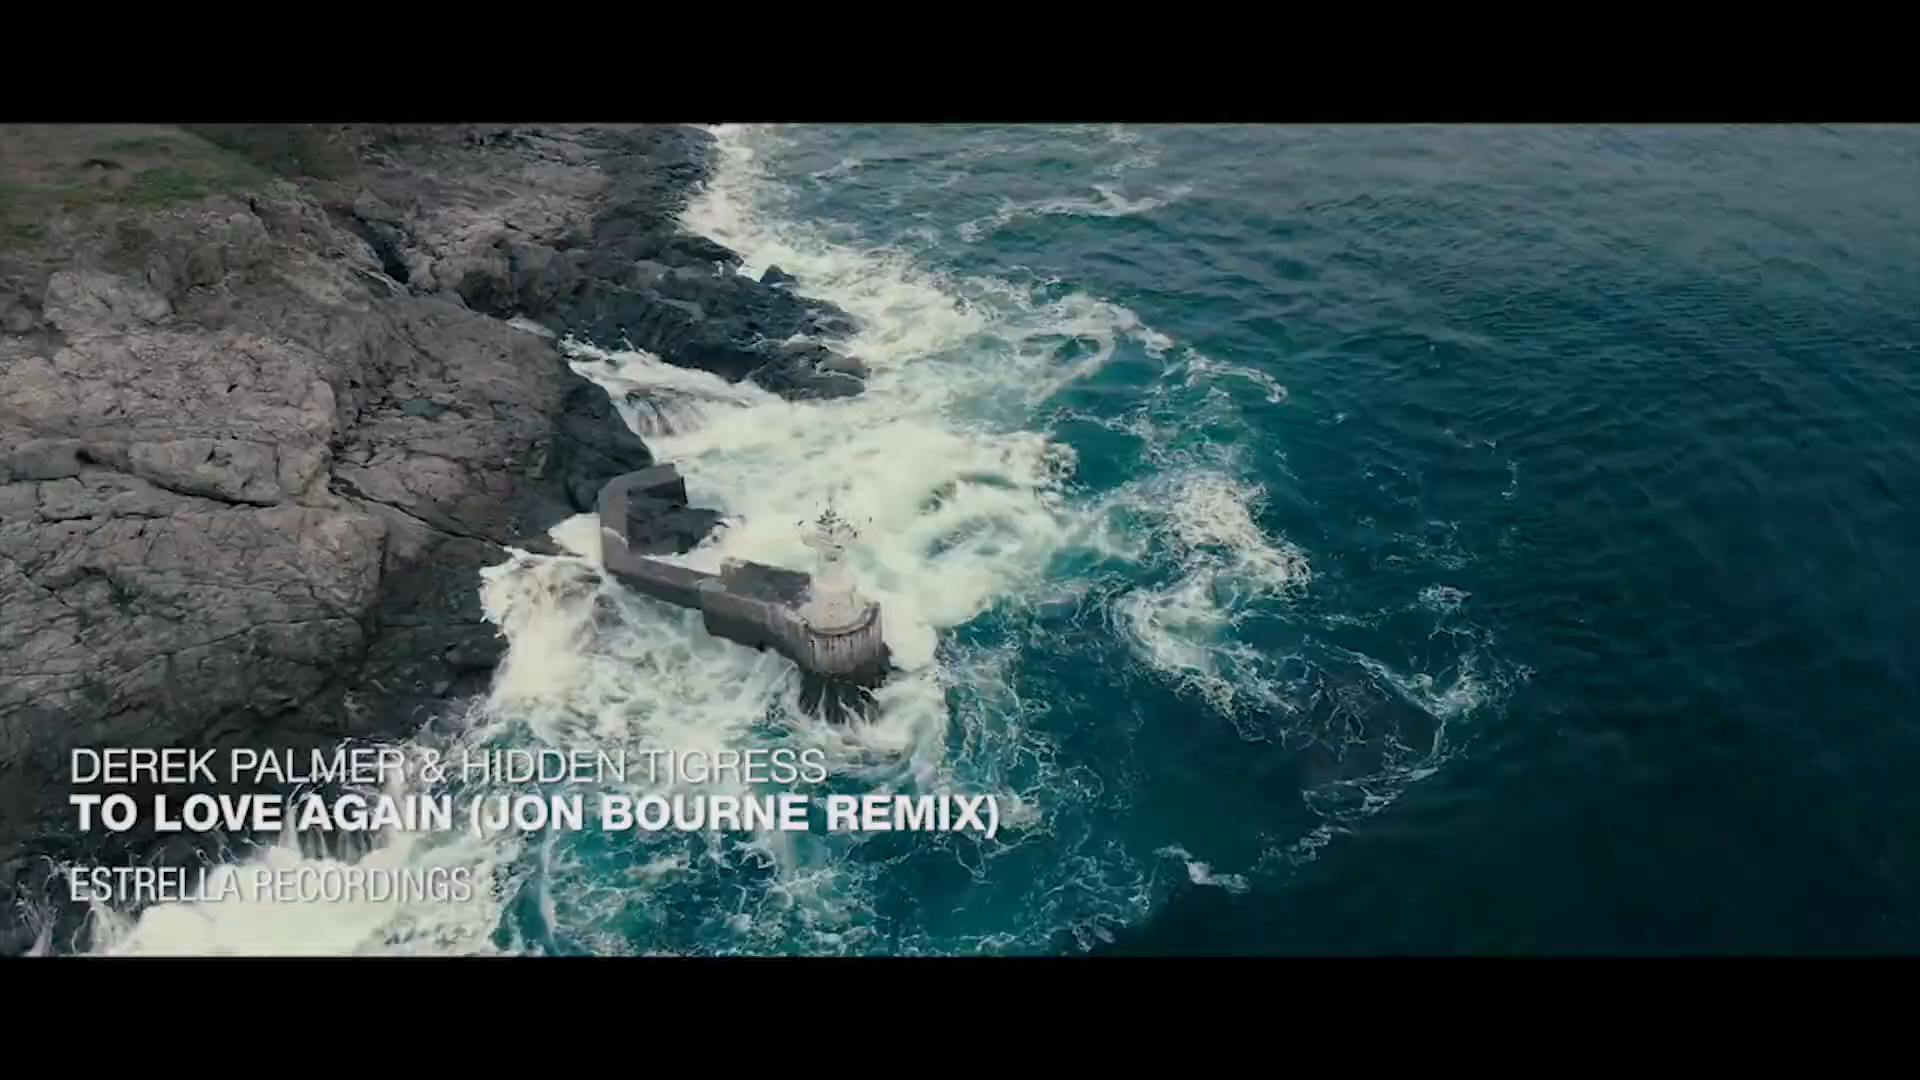 DEREK PALMER & HIDDEN TIGRESS
TO LOVE AGAIN (JON BOURNE REMIX)
ESTRELLA RECORDINGS